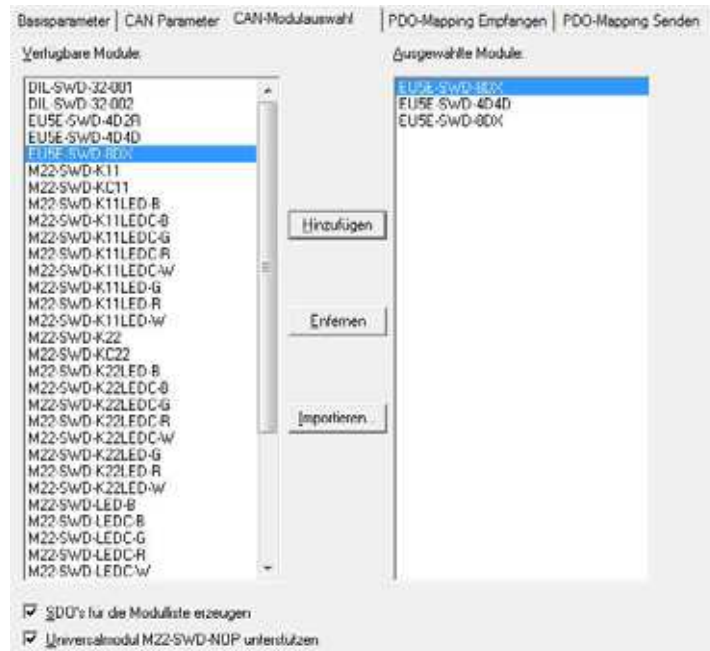 Basisparameter | CAN Parameter | CAN-Modulauswahl | PDO-Mapping Empfangen | PDO-Mapping Senden
Verfügbare Module:
DIL-SWD-32-001
DIL-SWD-32-002
EU5E-SWD-4D2R
EU5E-SWD-4D4D
EU5E-SWD-8DX
M22-SWD-K11
M22-SWD-KC11
M22-SWD-K11LED-B
M22-SWD-K11LEDC-B
M22-SWD-K11LEDC-G
M22-SWD-K11LEDC-R
M22-SWD-K11LEDC-W
M22-SWD-K11LED-G
M22-SWD-K11LED-R
M22-SWD-K11LED-W
M22-SWD-K22
M22-SWD-KC22
M22-SWD-K22LED-B
M22-SWD-K22LEDC-B
M22-SWD-K22LEDC-G
M22-SWD-K22LEDC-R
M22-SWD-K22LEDC-W
M22-SWD-K22LED-G
M22-SWD-K22LED-R
M22-SWD-K22LED-W
M22-SWD-LED-B
M22-SWD-LEDC-B
M22-SWD-LEDC-G
M22-SWD-LEDC-R
M22-SWD-LEDC-W
Hinzufügen
Enfernen
Importieren...
Ausgewählte Module:
EU5E-SWD-8DX
EU5E-SWD-4D4D
EU5E-SWD-8DX
SDO's für die Modulliste erzeugen
Universalmodul M22-SWD-NOP unterstützen